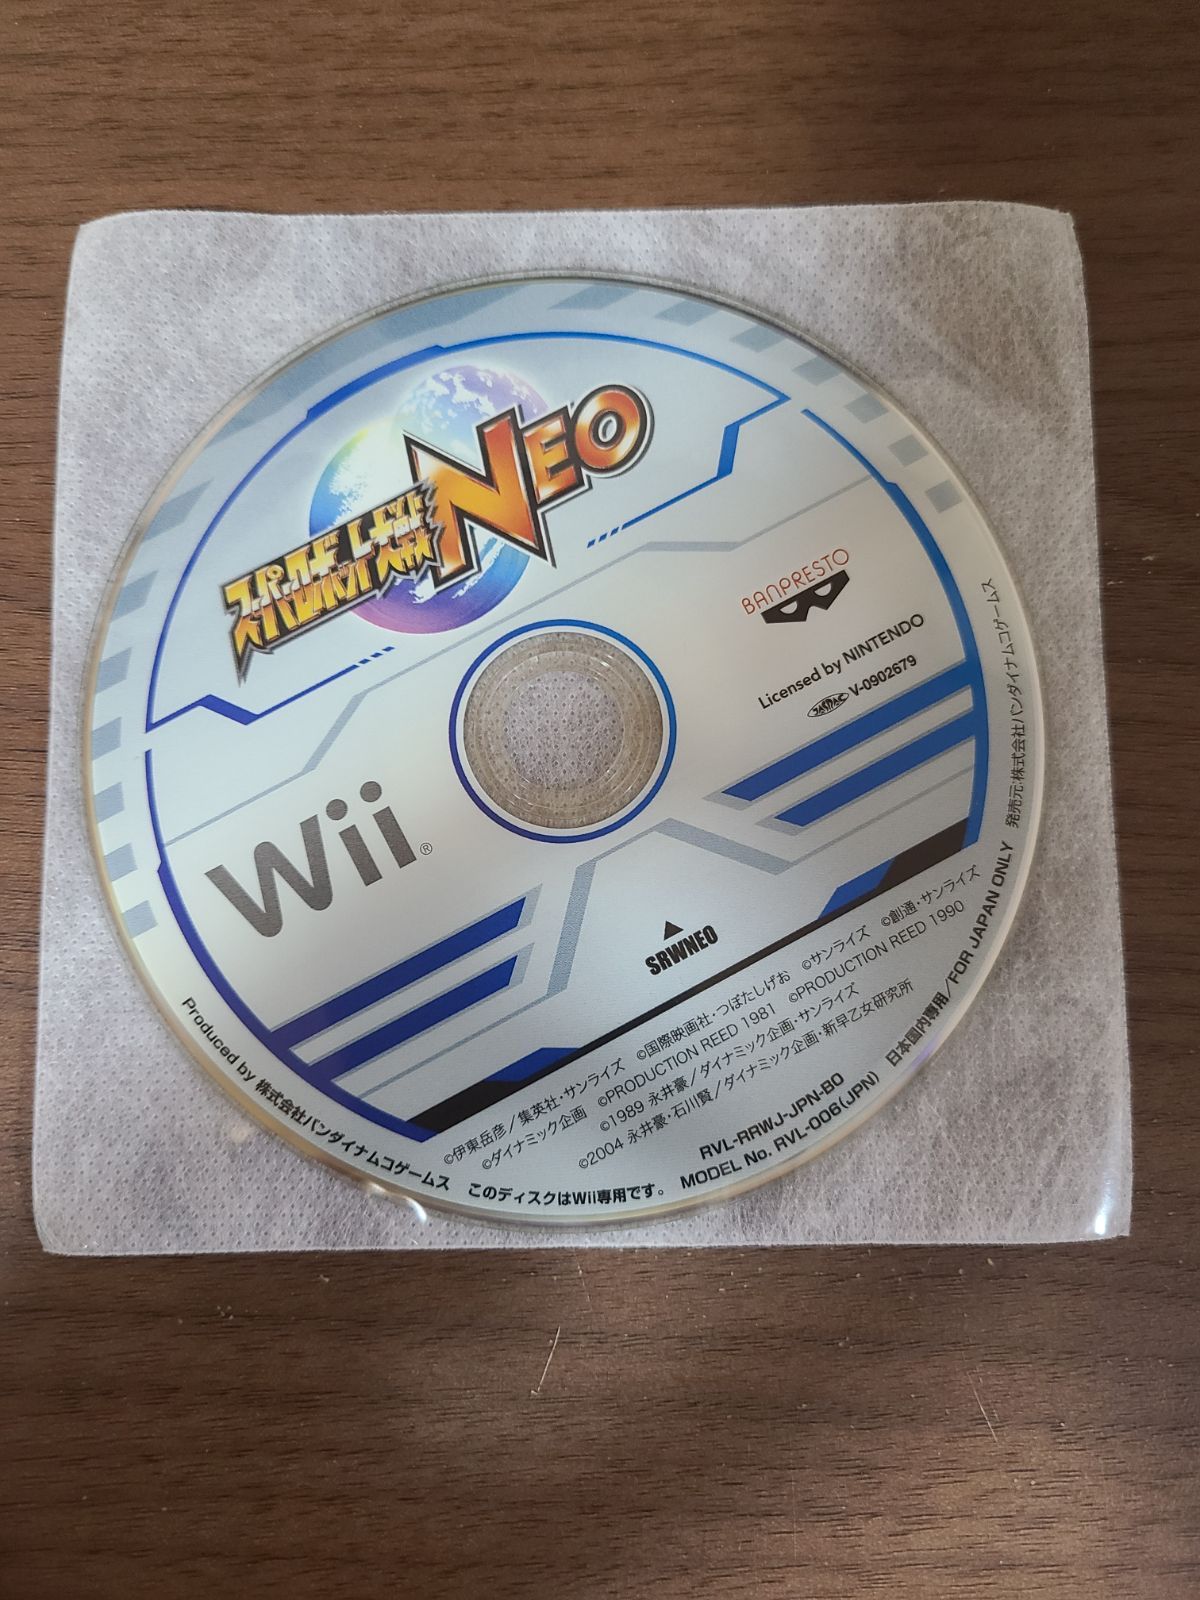 スーパーロボット大戦NEO
BANPRESTO
Licensed by NINTENDO
JASPAC V-0902679
Wii®
SRWNEO
©伊東岳彦/集英社・サンライズ ©国際映画社・つぼたしげお ©サンライズ ©創通・サンライズ
©ダイナミック企画 ©PRODUCTION REED 1981 ©PRODUCTION REED 1990
©1989 永井豪/ダイナミック企画・サンライズ
©2004 永井豪・石川賢/ダイナミック企画・新早乙女研究所
RVL-RRWJ-JPN-B0
Produced by 株式会社バンダイナムコゲームス このディスクはWii専用です。 MODEL No. RVL-006(JPN) 日本国内専用/FOR JAPAN ONLY 発売元:株式会社バンダイナムコゲームス